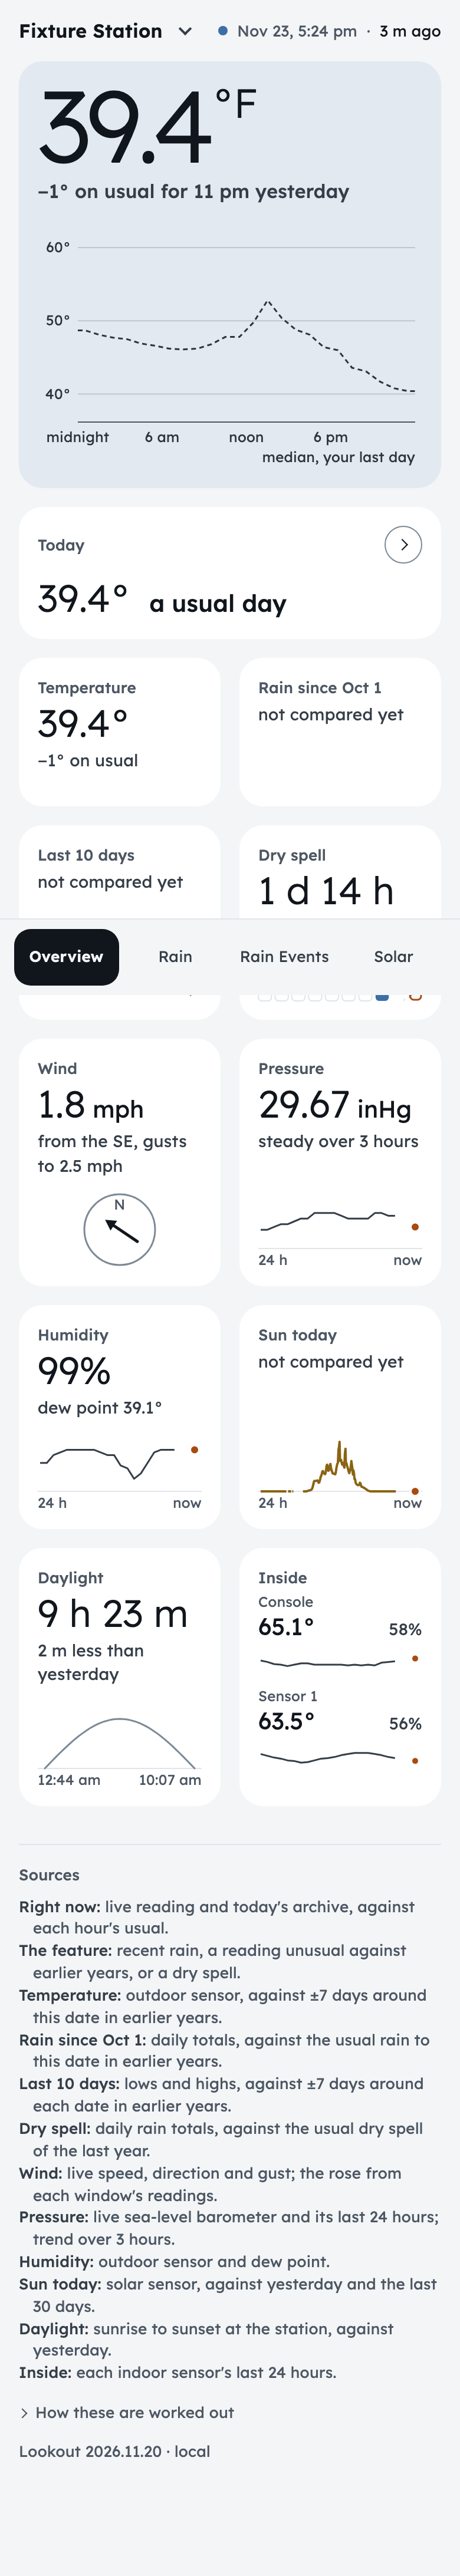 Fixture Station
Nov 23, 5:24 pm · 3 m ago
39.4°F
−1° on usual for 11 pm yesterday
60°
50°
40°
midnight 6 am noon 6 pm
median, your last day
Today
39.4° a usual day
Temperature
39.4°
−1° on usual
Rain since Oct 1
not compared yet
Last 10 days
not compared yet
Dry spell
1 d 14 h
Overview Rain Rain Events Solar
Wind
1.8 mph
from the SE, gusts
to 2.5 mph
N
Pressure
29.67 inHg
steady over 3 hours
24 h now
Humidity
99%
dew point 39.1°
24 h now
Sun today
not compared yet
24 h now
Daylight
9 h 23 m
2 m less than
yesterday
12:44 am 10:07 am
Inside
Console
65.1° 58%
Sensor 1
63.5° 56%
Sources
Right now: live reading and today's archive, against
each hour's usual.
The feature: recent rain, a reading unusual against
earlier years, or a dry spell.
Temperature: outdoor sensor, against ±7 days around
this date in earlier years.
Rain since Oct 1: daily totals, against the usual rain to
this date in earlier years.
Last 10 days: lows and highs, against ±7 days around
each date in earlier years.
Dry spell: daily rain totals, against the usual dry spell
of the last year.
Wind: live speed, direction and gust; the rose from
each window's readings.
Pressure: live sea-level barometer and its last 24 hours;
trend over 3 hours.
Humidity: outdoor sensor and dew point.
Sun today: solar sensor, against yesterday and the last
30 days.
Daylight: sunrise to sunset at the station, against
yesterday.
Inside: each indoor sensor's last 24 hours.
How these are worked out
Lookout 2026.11.20 · local